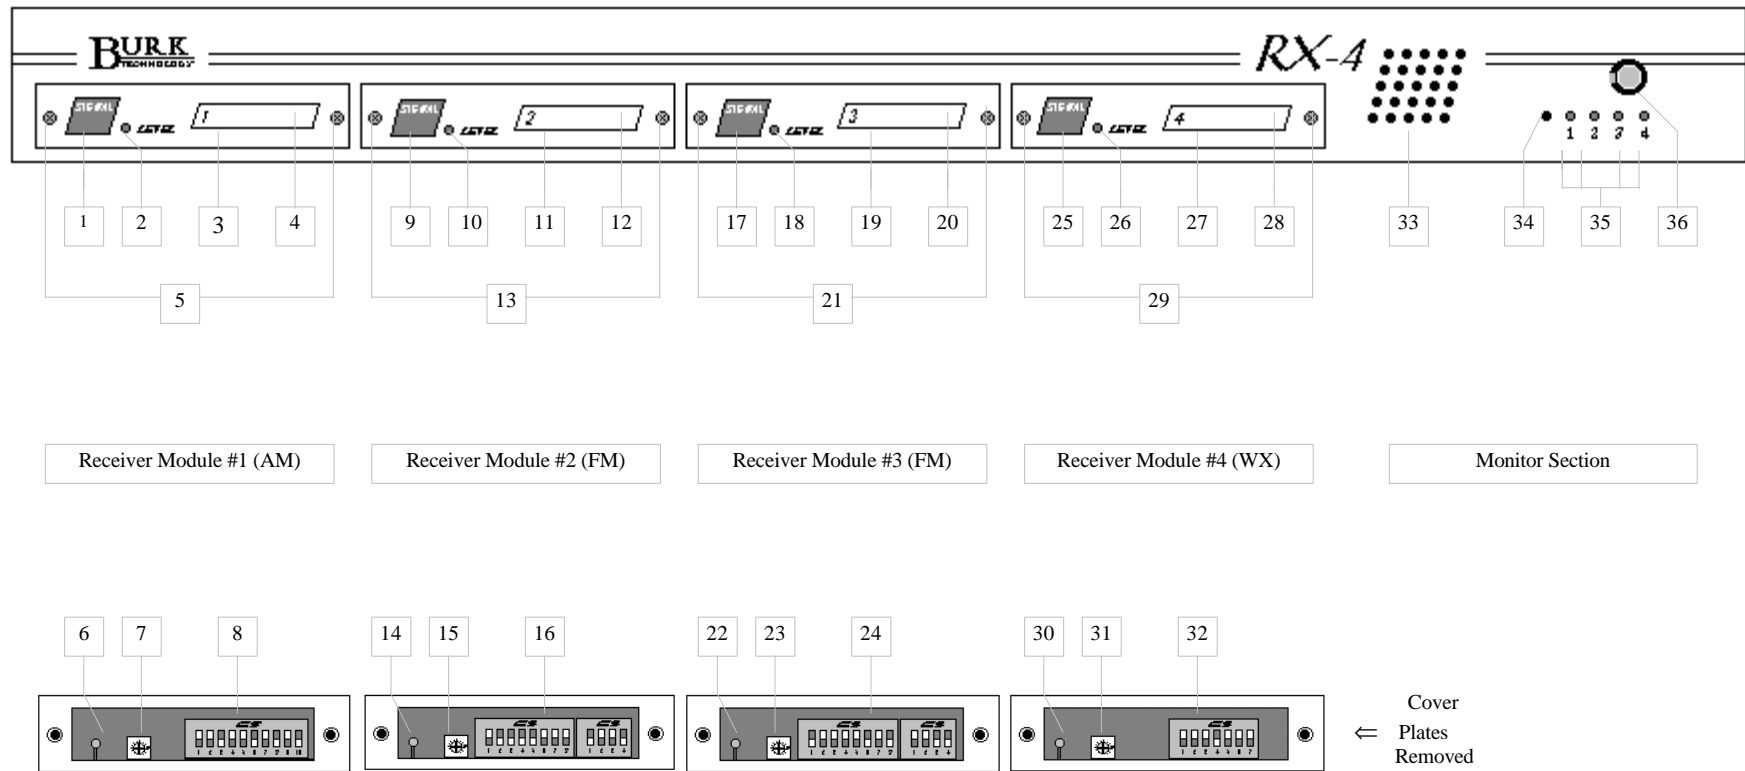 BURK
TECHNOLOGY
RX-4
SIGNAL LEVEL 1
SIGNAL LEVEL 2
SIGNAL LEVEL 3
SIGNAL LEVEL 4
1 2 3 4
1 2 3 4 5
9 10 11 12 13
17 18 19 20 21
25 26 27 28 29
33 34 35 36
Receiver Module #1 (AM)
Receiver Module #2 (FM)
Receiver Module #3 (FM)
Receiver Module #4 (WX)
Monitor Section
6 7 8
14 15 16
22 23 24
30 31 32
Cover
⇐ Plates
Removed